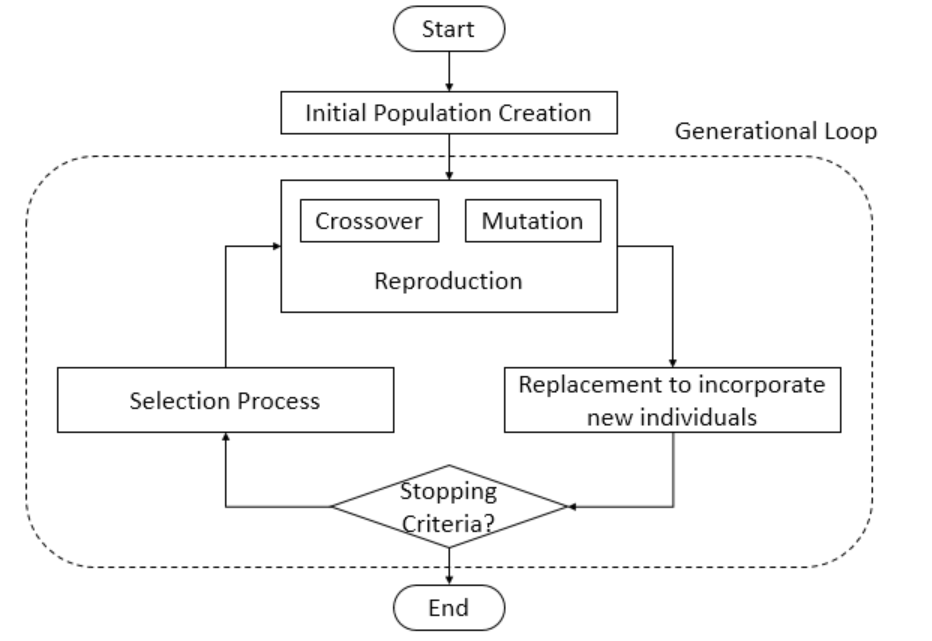 Start
Initial Population Creation
Generational Loop
Crossover
Mutation
Reproduction
Selection Process
Replacement to incorporate
new individuals
Stopping
Criteria?
End